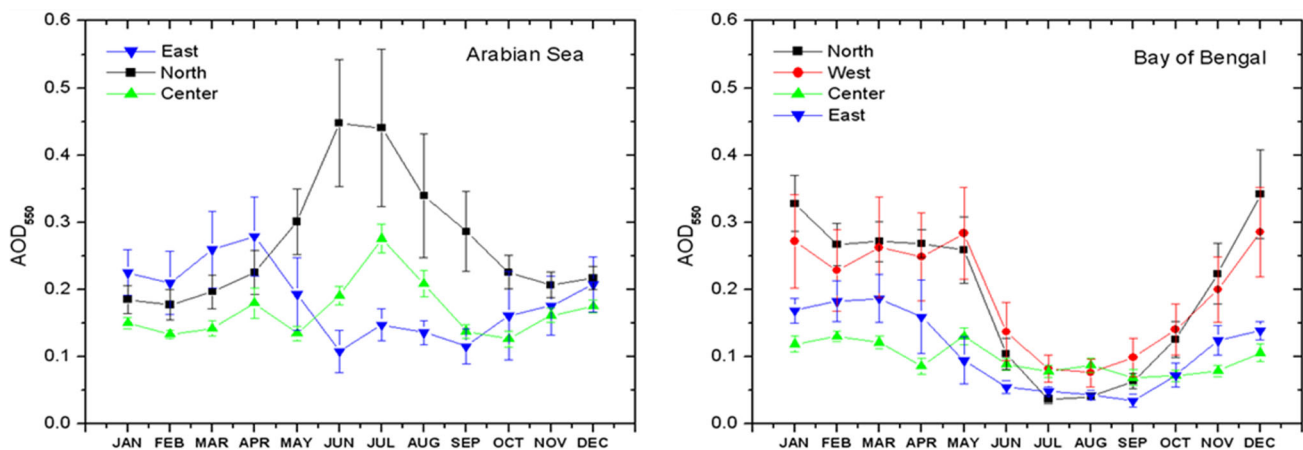 0.6
0.5
0.4
0.3
0.2
0.1
0.0
AOD550
East
North
Center
Arabian Sea
JAN FEB MAR APR MAY JUN JUL AUG SEP OCT NOV DEC
0.6
0.5
0.4
0.3
0.2
0.1
0.0
AOD550
North
West
Center
East
Bay of Bengal
JAN FEB MAR APR MAY JUN JUL AUG SEP OCT NOV DEC